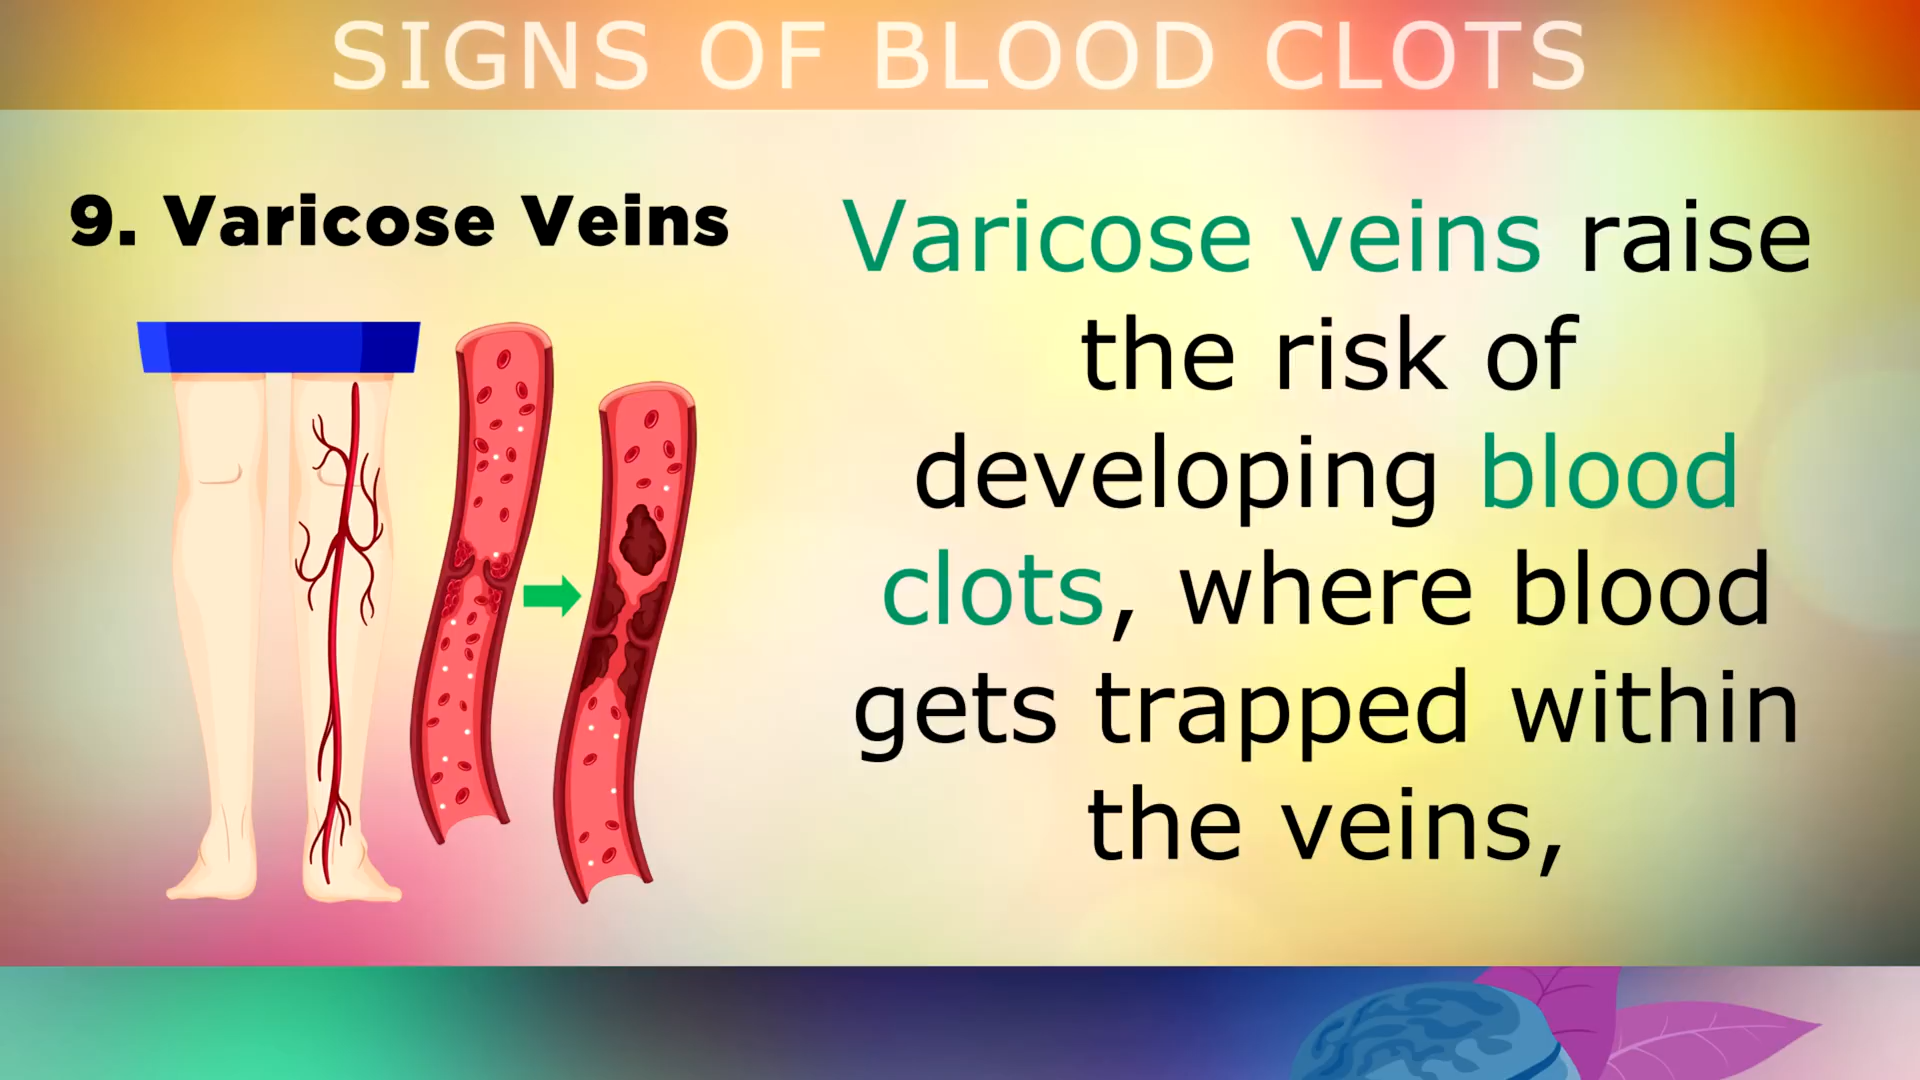 SIGNS OF BLOOD CLOTS
9. Varicose Veins
Varicose veins raise
the risk of
developing blood
clots, where blood
gets trapped within
the veins,